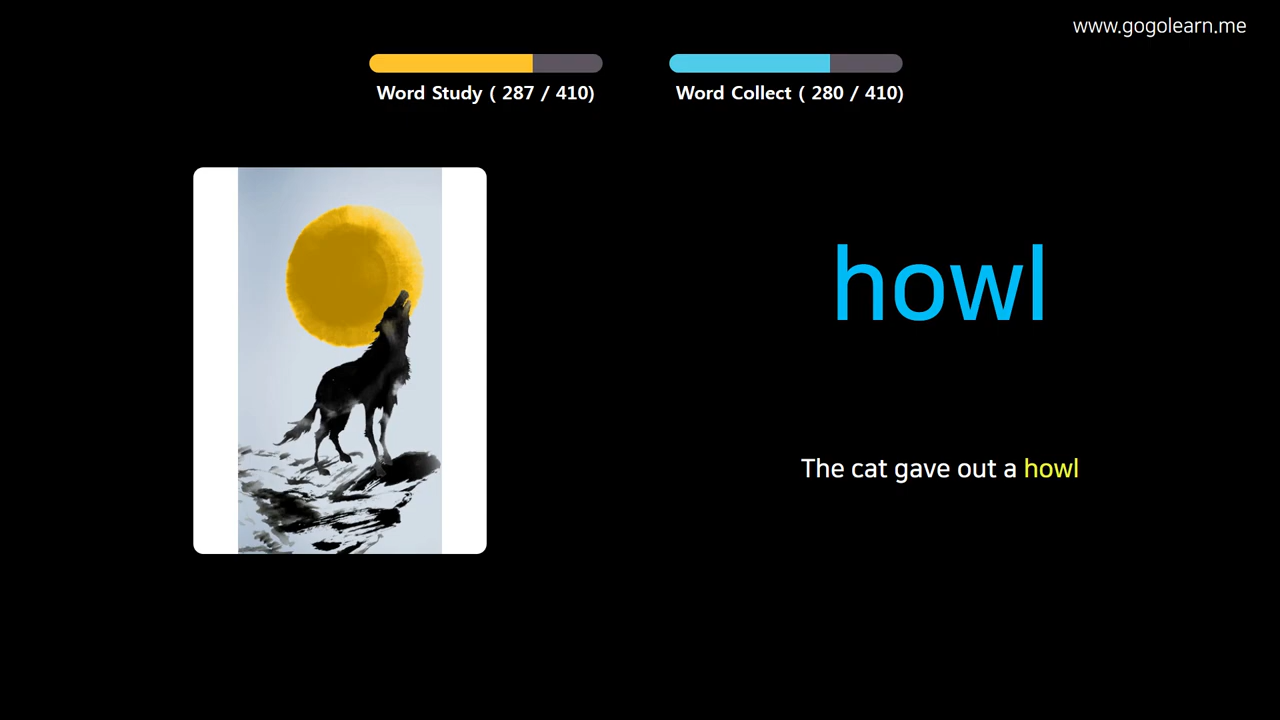 www.gogolearn.me
Word Study ( 287 / 410)
Word Collect ( 280 / 410)
howl
The cat gave out a howl